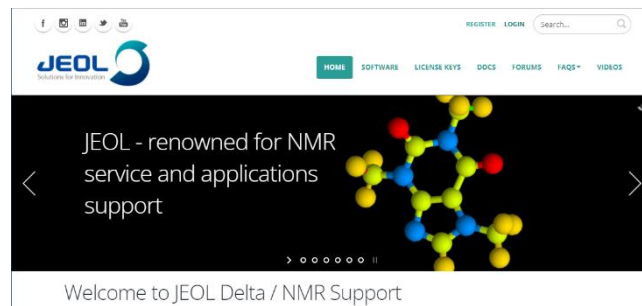 REGISTER LOGIN Search...
JEOL
Solutions for Innovation
HOME SOFTWARE LICENSE KEYS DOCS FORUMS FAQS VIDEOS
JEOL - renowned for NMR
service and applications
support
Welcome to JEOL Delta / NMR Support